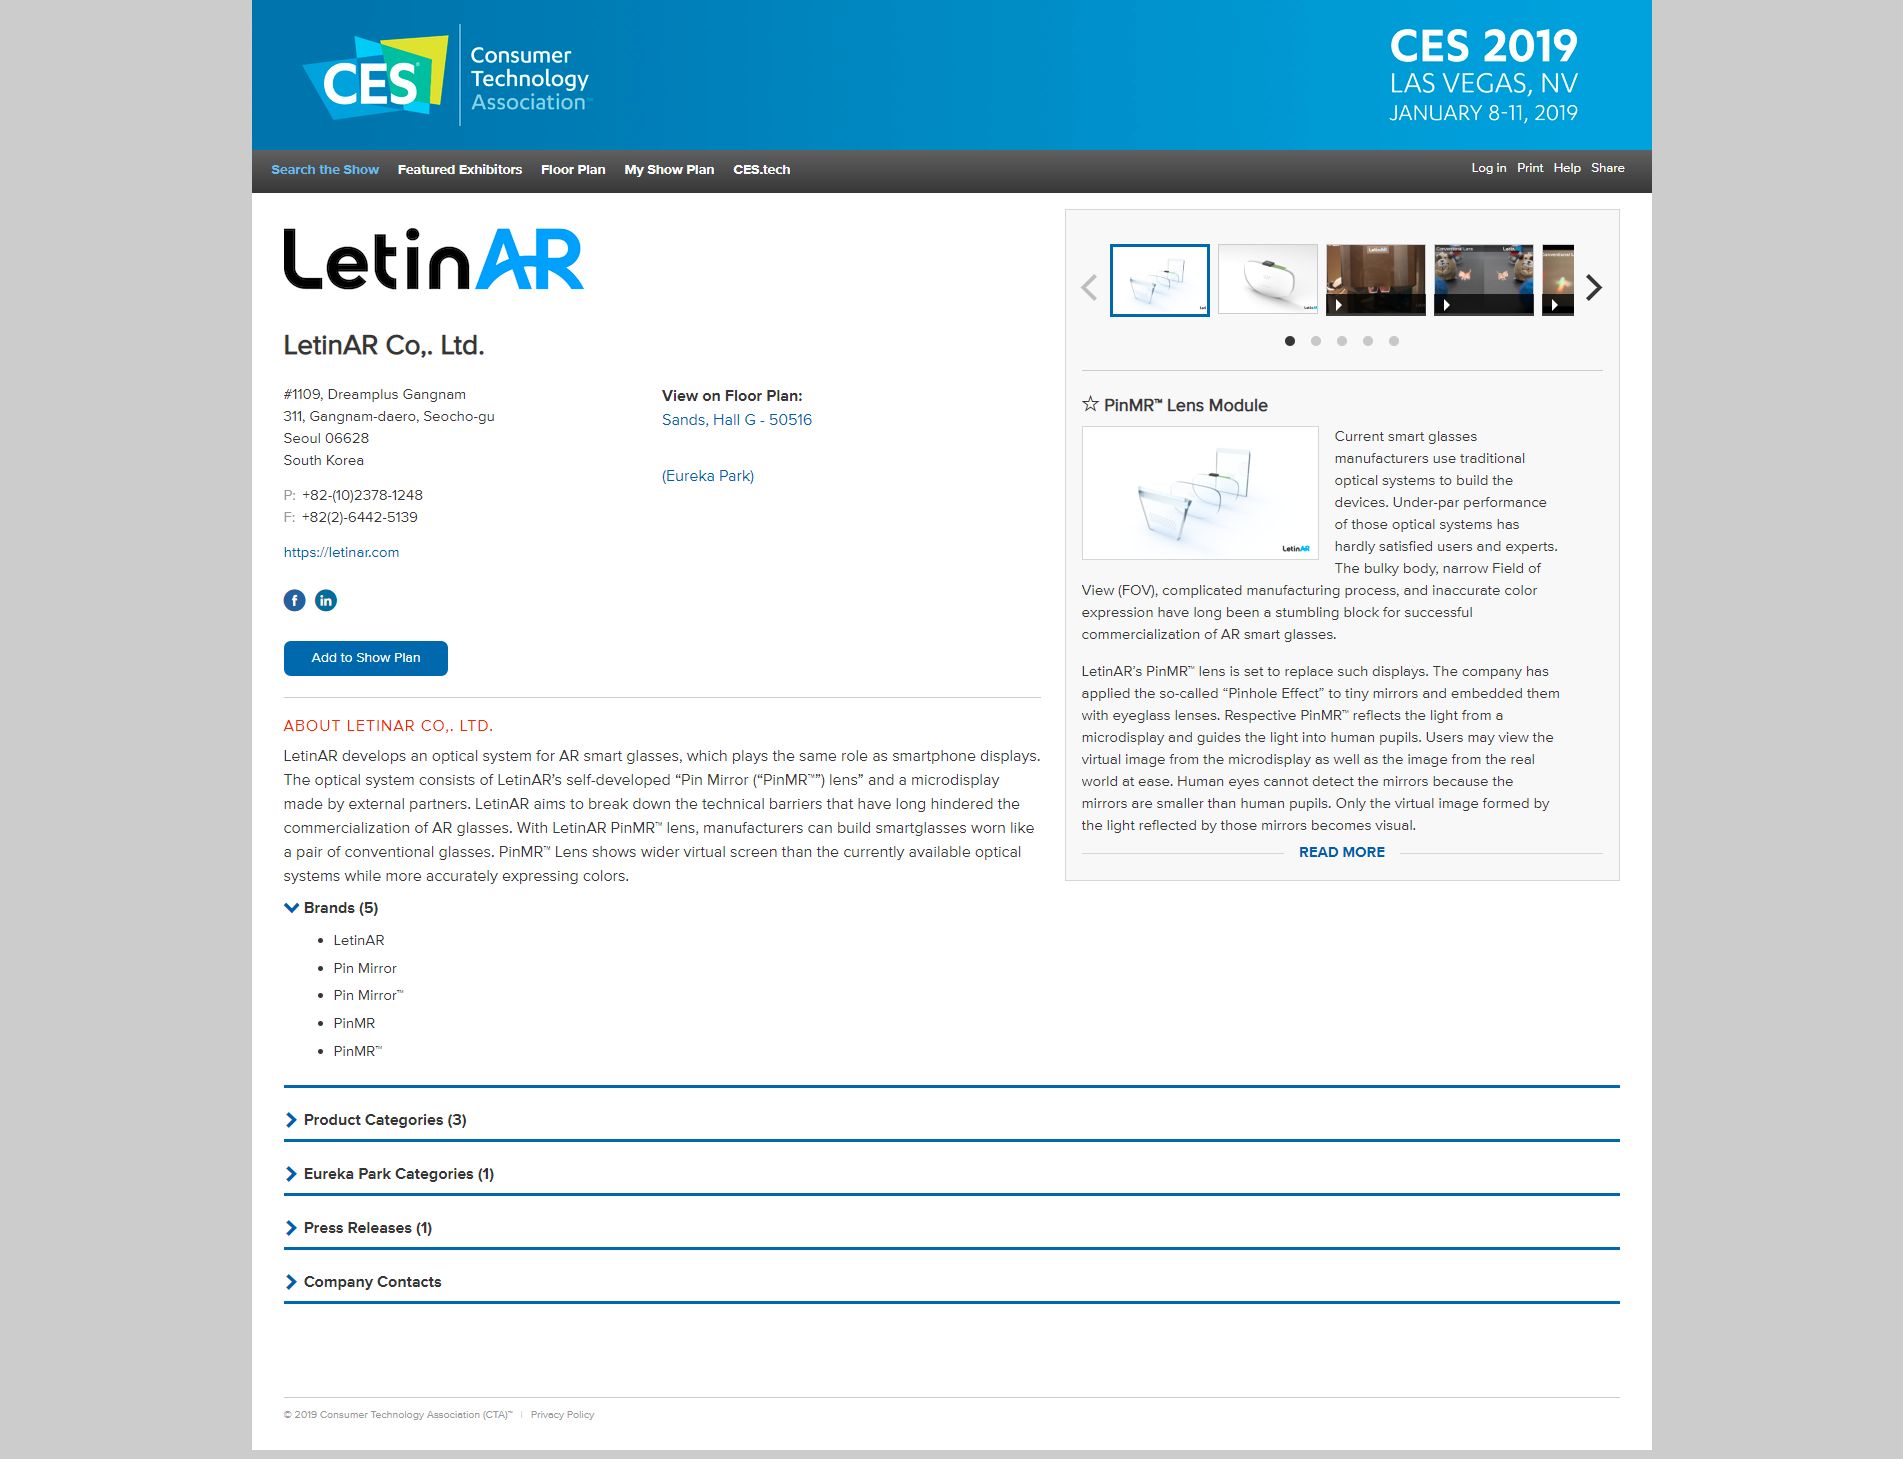 CES
Consumer
Technology
Association™
CES 2019
LAS VEGAS, NV
JANUARY 8-11, 2019
Search the Show Featured Exhibitors Floor Plan My Show Plan CES.tech
Log in Print Help Share
LetinAR
LetinAR Co,. Ltd.
#1109, Dreamplus Gangnam
311, Gangnam-daero, Seocho-gu
Seoul 06628
South Korea
P: +82-(10)2378-1248
F: +82(2)-6442-5139
https://letinar.com
View on Floor Plan:
Sands, Hall G - 50516
(Eureka Park)
Add to Show Plan
ABOUT LETINAR CO,. LTD.
LetinAR develops an optical system for AR smart glasses, which plays the same role as smartphone displays.
The optical system consists of LetinAR’s self-developed “Pin Mirror (“PinMR™”) lens” and a microdisplay
made by external partners. LetinAR aims to break down the technical barriers that have long hindered the
commercialization of AR glasses. With LetinAR PinMR™ lens, manufacturers can build smartglasses worn like
a pair of conventional glasses. PinMR™ Lens shows wider virtual screen than the currently available optical
systems while more accurately expressing colors.
Brands (5)
LetinAR
Pin Mirror
Pin Mirror™
PinMR
PinMR™
PinMR™ Lens Module
LetinAR
Current smart glasses
manufacturers use traditional
optical systems to build the
devices. Under-par performance
of those optical systems has
hardly satisfied users and experts.
The bulky body, narrow Field of
View (FOV), complicated manufacturing process, and inaccurate color
expression have long been a stumbling block for successful
commercialization of AR smart glasses.
LetinAR’s PinMR™ lens is set to replace such displays. The company has
applied the so-called “Pinhole Effect” to tiny mirrors and embedded them
with eyeglass lenses. Respective PinMR™ reflects the light from a
microdisplay and guides the light into human pupils. Users may view the
virtual image from the microdisplay as well as the image from the real
world at ease. Human eyes cannot detect the mirrors because the
mirrors are smaller than human pupils. Only the virtual image formed by
the light reflected by those mirrors becomes visual.
READ MORE
Product Categories (3)
Eureka Park Categories (1)
Press Releases (1)
Company Contacts
© 2019 Consumer Technology Association (CTA)™ | Privacy Policy